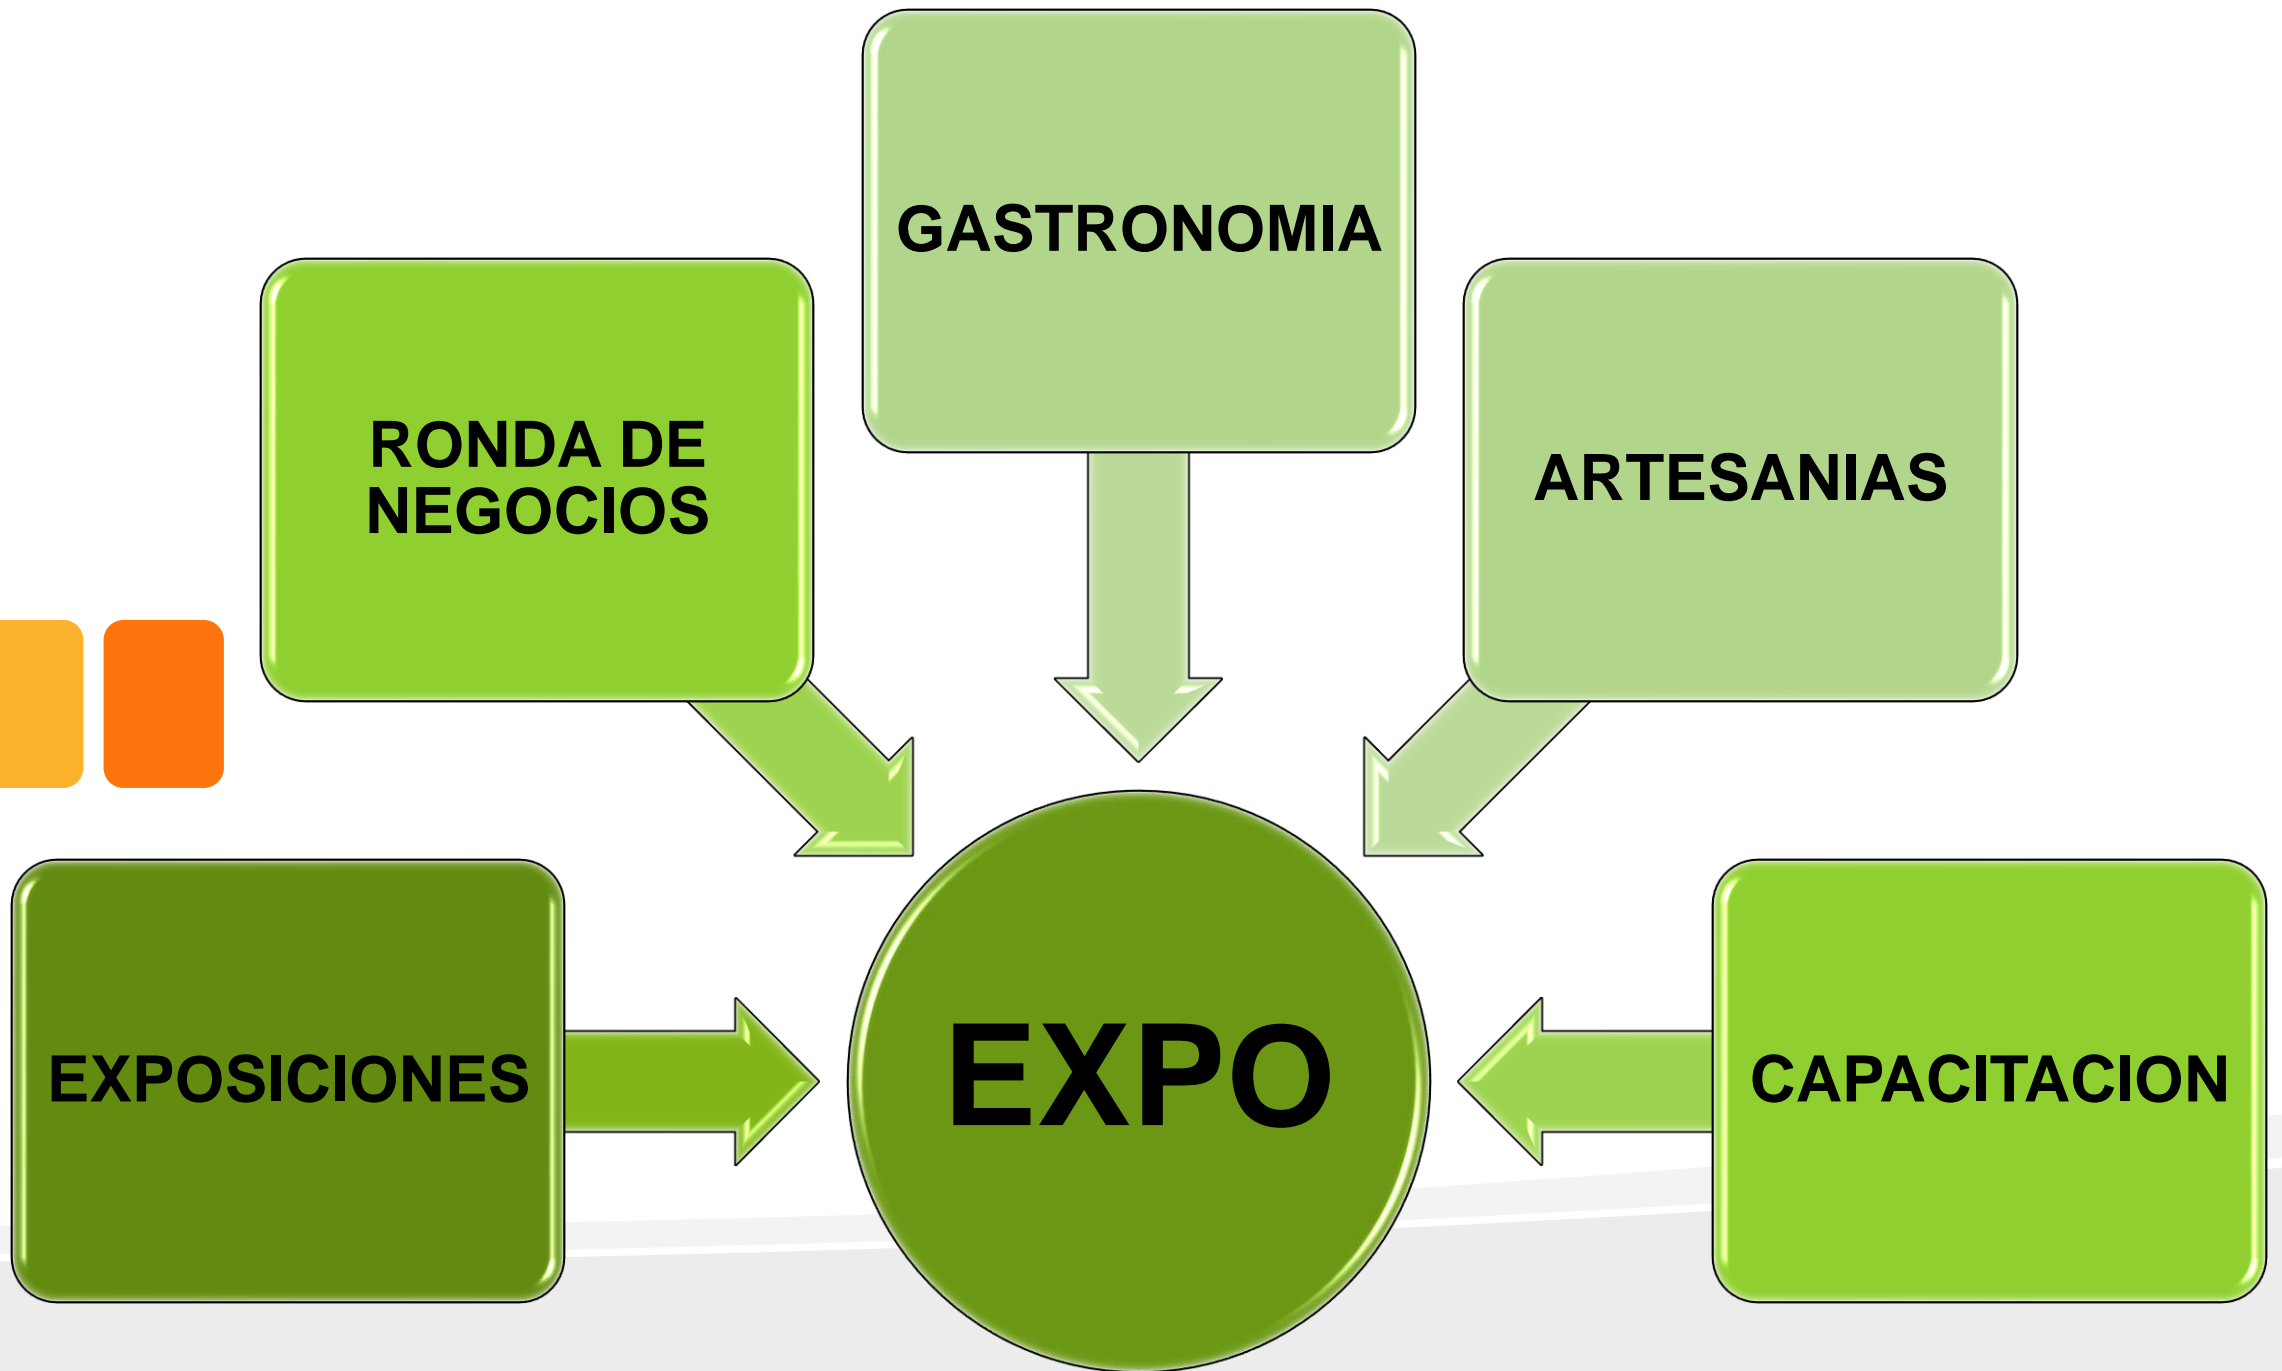 GASTRONOMIA
RONDA DE
NEGOCIOS
ARTESANIAS
EXPOSICIONES
EXPO
CAPACITACION